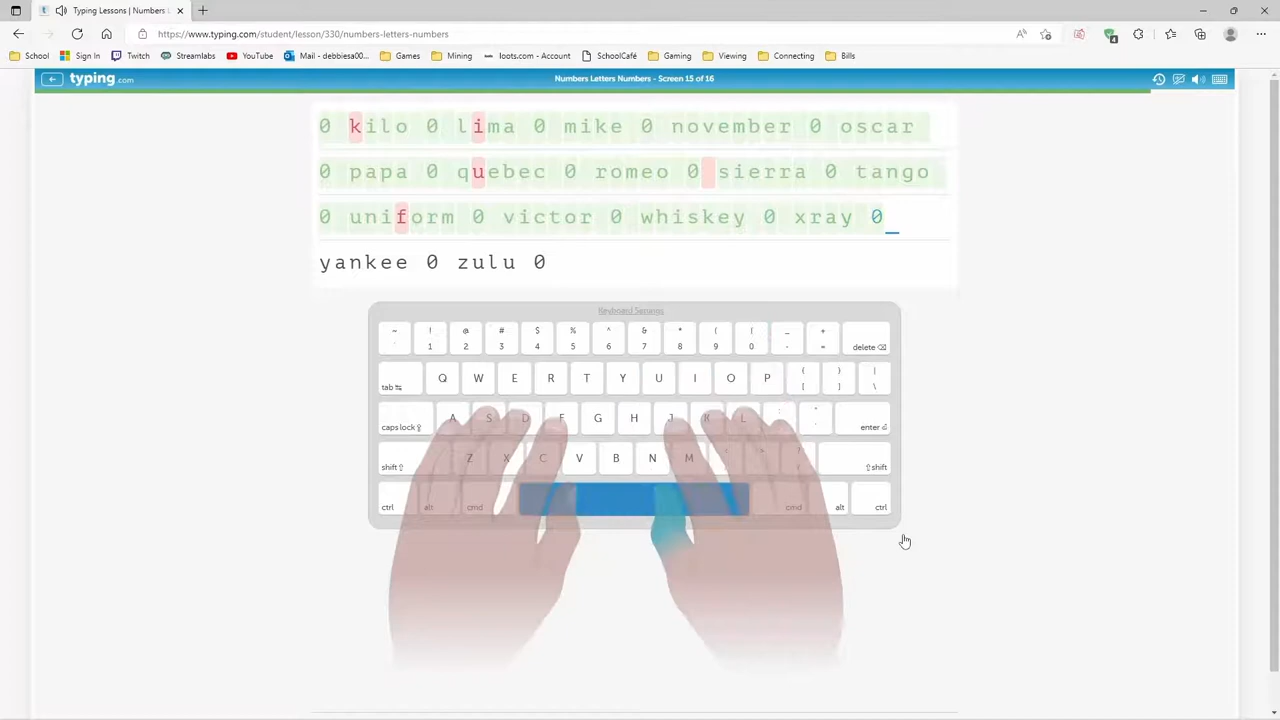 Typing Lessons | Numbers L
https://www.typing.com/student/lesson/330/numbers-letters-numbers
School Sign In Twitch Streamlabs YouTube Mail - debbiesa00... Games Mining loots.com - Account SchoolCafé Gaming Viewing Connecting Bills
typing.com Numbers Letters Numbers - Screen 15 of 16
0 kilo 0 lima 0 mike 0 november 0 oscar
0 papa 0 quebec 0 romeo 0 sierra 0 tango
0 uniform 0 victor 0 whiskey 0 xray 0_
yankee 0 zulu 0
Keyboard Settings
~ ! @ # $ % ^ & * ( ( _ +
` 1 2 3 4 5 6 7 8 9 0 - = delete
tab Q W E R T Y U I O P { [ } ] | \
caps lock A S D F G H J K L : " enter
shift Z X C V B N M ? shift
ctrl alt cmd cmd alt ctrl